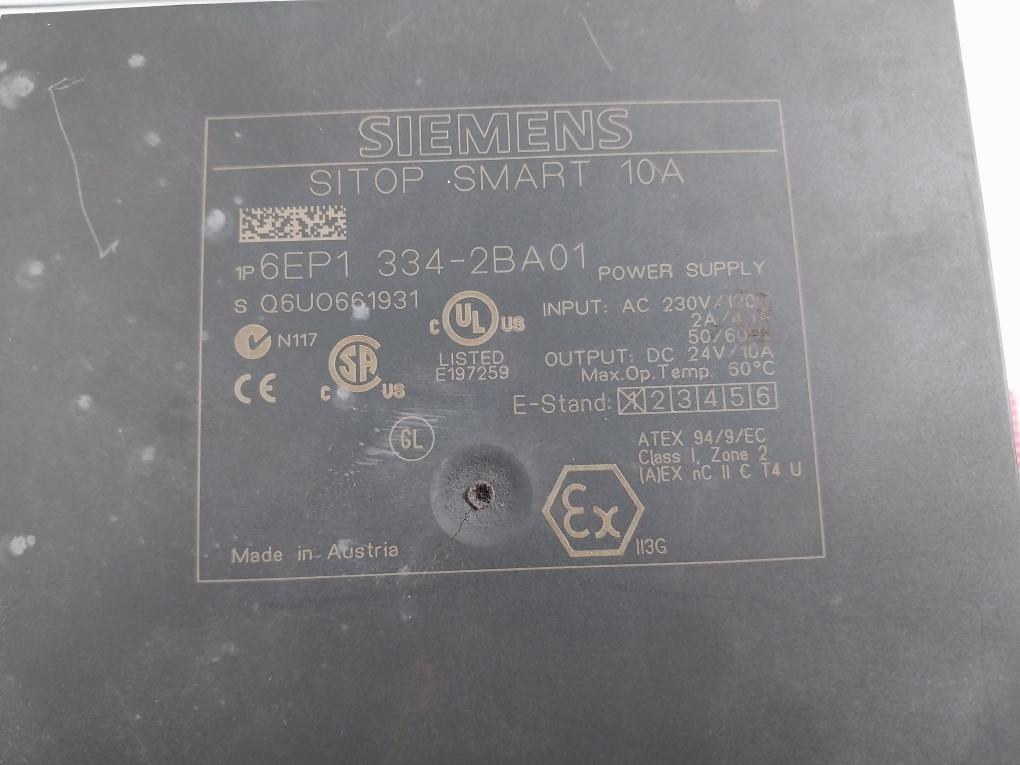 SIEMENS
SITOP SMART 10A
1P 6EP1 334-2BA01 POWER SUPPLY
S Q6U0661931
INPUT: AC 230V/120V
2A/
50/60Hz
OUTPUT: DC 24V/10A
Max.Op.Temp. 60°C
N117
C UL US
LISTED
E197259
C SA US
CE
E-Stand: 1 2 3 4 5 6
GL
ATEX 94/9/EC
Class I, Zone 2
(A)EX nC II C T4 U
Ex
II3G
Made in Austria